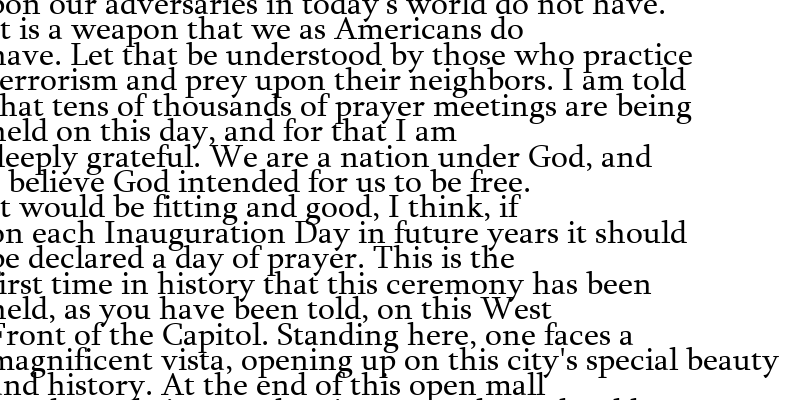 pon our adversaries in today's world do not have.
t is a weapon that we as Americans do
have. Let that be understood by those who practice
errorism and prey upon their neighbors. I am told
hat tens of thousands of prayer meetings are being
held on this day, and for that I am
deeply grateful. We are a nation under God, and
believe God intended for us to be free.
t would be fitting and good, I think, if
on each Inauguration Day in future years it should
be declared a day of prayer. This is the
irst time in history that this ceremony has been
held, as you have been told, on this West
Front of the Capitol. Standing here, one faces a
magnificent vista, opening up on this city's special beauty
and history. At the end of this open mall